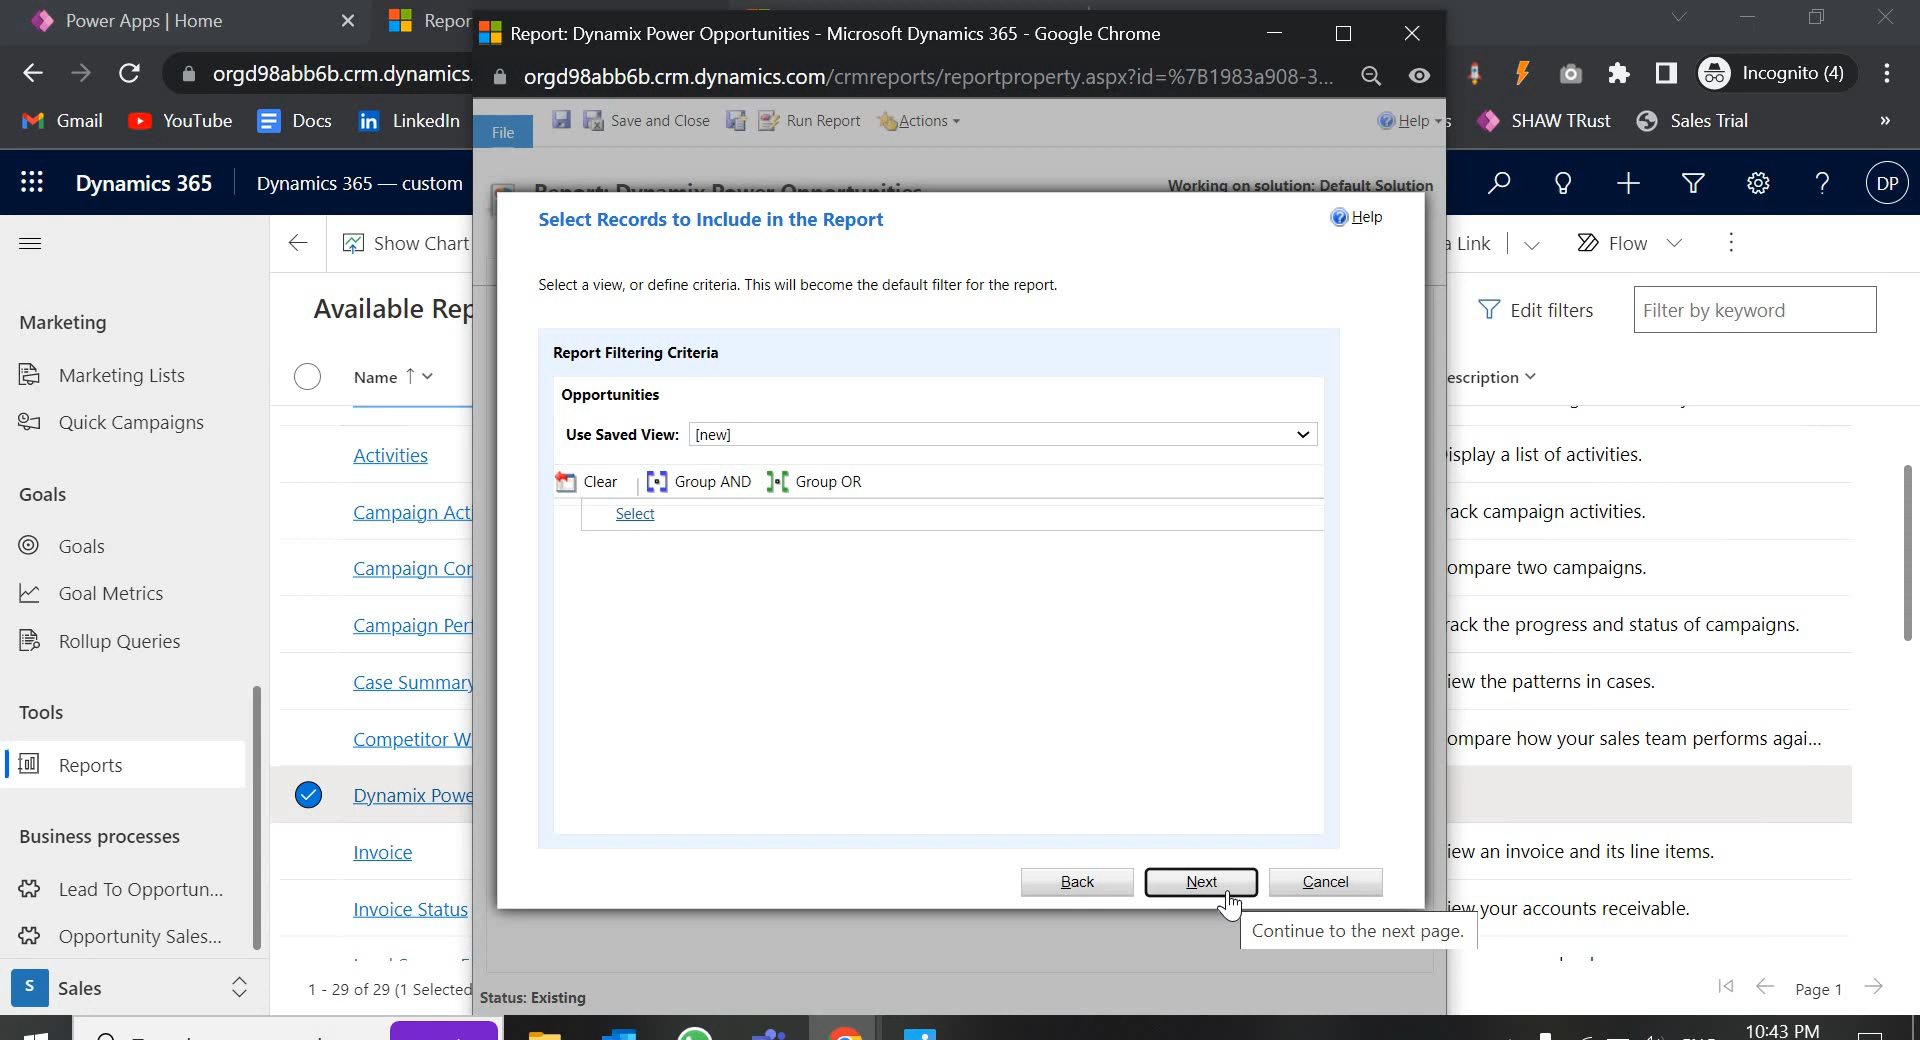 Power Apps | Home
Repor
Report: Dynamix Power Opportunities - Microsoft Dynamics 365 - Google Chrome
orgd98abb6b.crm.dynamics.
orgd98abb6b.crm.dynamics.com/crmreports/reportproperty.aspx?id=%7B1983a908-3...
Incognito (4)
Gmail
YouTube
Docs
LinkedIn
File
Save and Close
Run Report
Actions
Help
SHAW TRust
Sales Trial
»
Dynamics 365
Dynamics 365 — custom
Report: Dynamix Power Opportunities
Working on solution: Default Solution
DP
Select Records to Include in the Report
Help
Show Chart
a Link
Flow
Select a view, or define criteria. This will become the default filter for the report.
Available Rep
Edit filters
Filter by keyword
Marketing
Report Filtering Criteria
Marketing Lists
Name
escription
Opportunities
Quick Campaigns
Use Saved View:
[new]
Activities
isplay a list of activities.
Clear
Group AND
Group OR
Goals
Select
Campaign Act
rack campaign activities.
Goals
Campaign Cor
ompare two campaigns.
Goal Metrics
Campaign Per
rack the progress and status of campaigns.
Rollup Queries
Case Summary
iew the patterns in cases.
Tools
Competitor W
ompare how your sales team performs agai...
Reports
Dynamix Powe
Business processes
Invoice
iew an invoice and its line items.
Lead To Opportun...
Back
Next
Cancel
Invoice Status
iew your accounts receivable.
Continue to the next page.
Opportunity Sales...
S
Sales
1 - 29 of 29 (1 Selected
Status: Existing
Page 1
10:43 PM